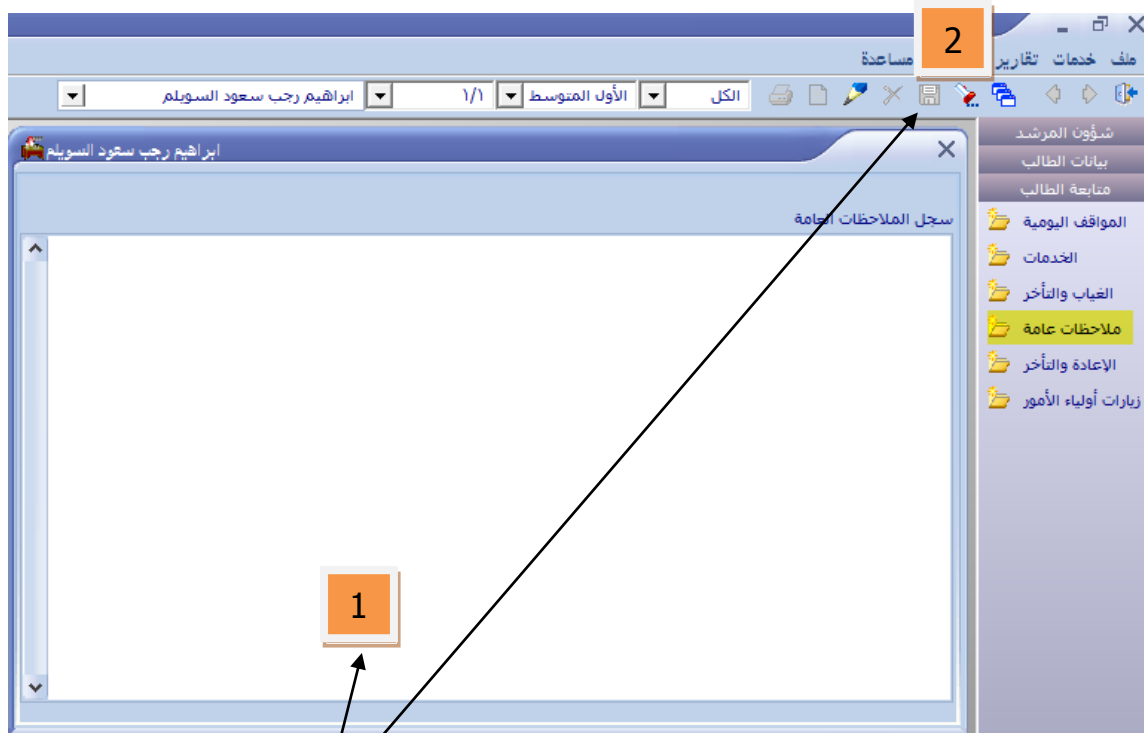 2
ملف خدمات تقارير مساعدة
الكل الأول المتوسط ١/١ ابراهيم رجب سعود السويلم
شؤون المرشد
بيانات الطالب
متابعة الطالب
المواقف اليومية
الخدمات
الغياب والتأخر
ملاحظات عامة
الإعادة والتأخر
زيارات أولياء الأمور
ابراهيم رجب سعود السويلم
سجل الملاحظات العامة
1